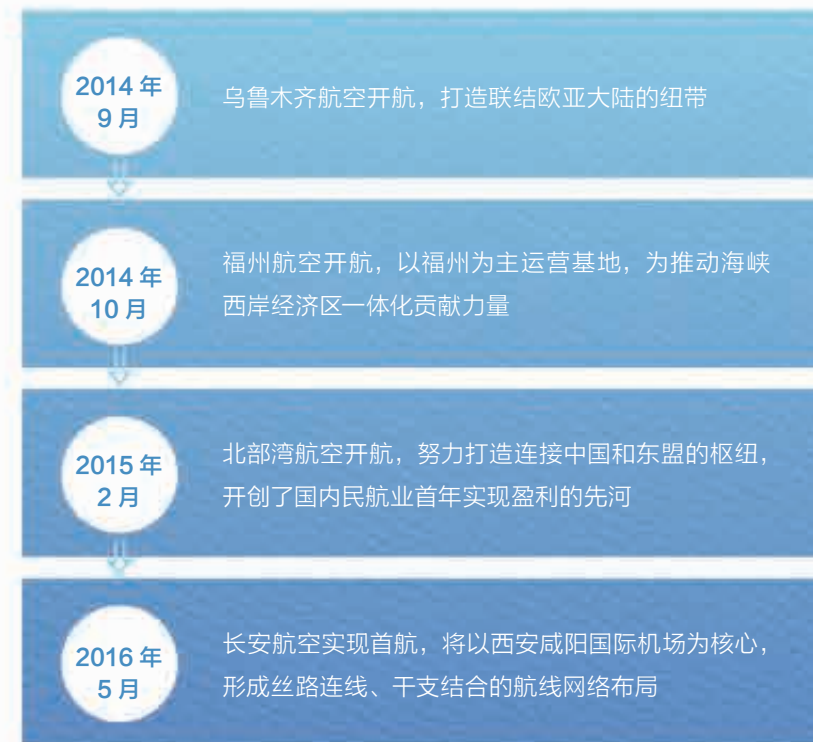 2014 年
9 月
乌鲁木齐航空开航，打造联结欧亚大陆的纽带
2014 年
10 月
福州航空开航，以福州为主运营基地，为推动海峡
西岸经济区一体化贡献力量
2015 年
2 月
北部湾航空开航，努力打造连接中国和东盟的枢纽，
开创了国内民航业首年实现盈利的先河
2016 年
5 月
长安航空实现首航，将以西安咸阳国际机场为核心，
形成丝路连线、干支结合的航线网络布局